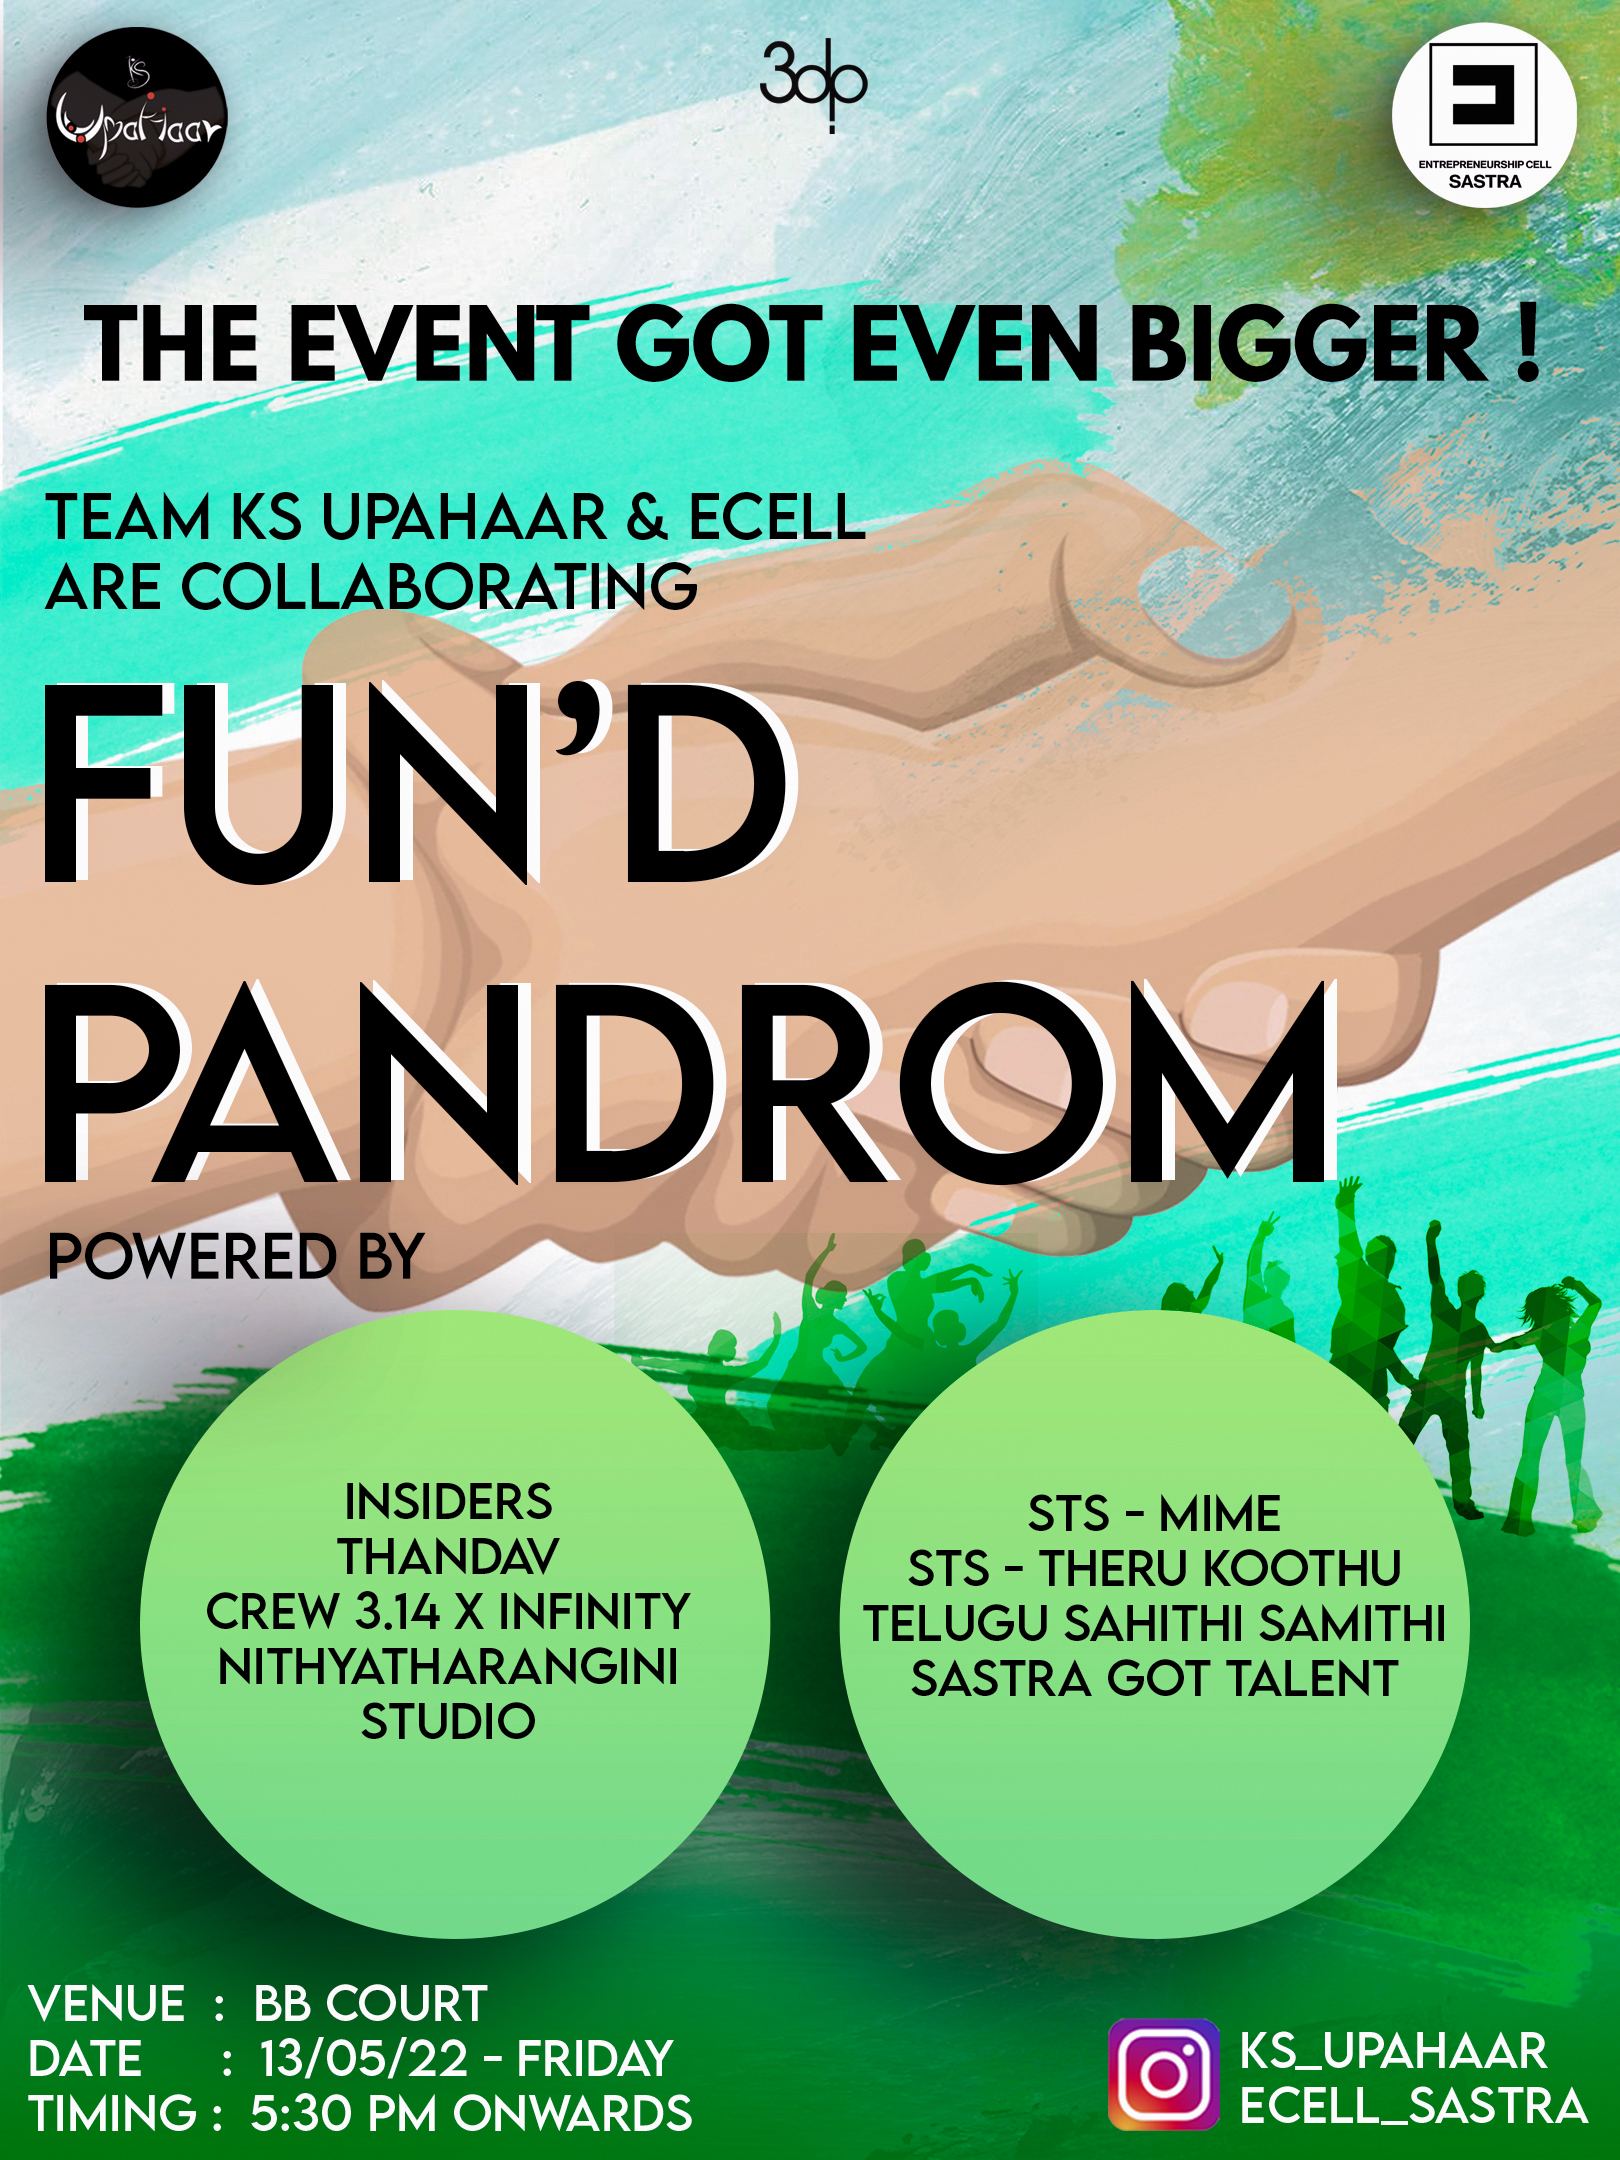 KS
Upahaar
3dp
ENTREPRENEURSHIP CELL
SASTRA
THE EVENT GOT EVEN BIGGER !
TEAM KS UPAHAAR & ECELL
ARE COLLABORATING
FUN'D
PANDROM
POWERED BY
INSIDERS
THANDAV
CREW 3.14 X INFINITY
NITHYATHARANGINI
STUDIO
STS - MIME
STS - THERU KOOTHU
TELUGU SAHITHI SAMITHI
SASTRA GOT TALENT
VENUE : BB COURT
DATE : 13/05/22 - FRIDAY
TIMING : 5:30 PM ONWARDS
KS_UPAHAAR
ECELL_SASTRA